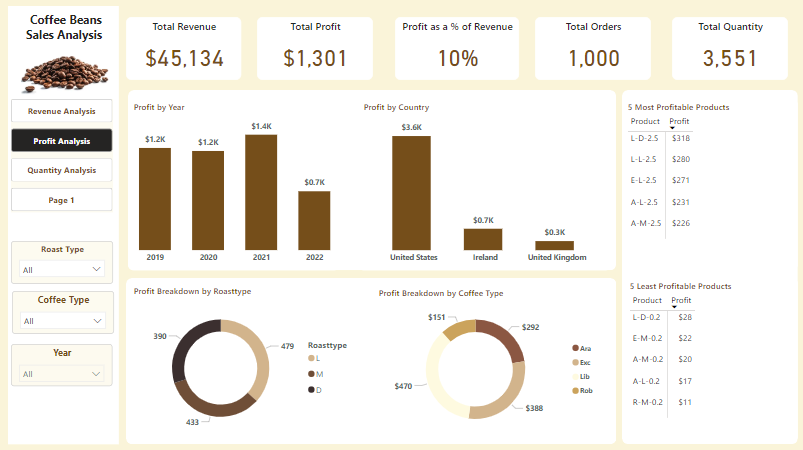 Coffee Beans
Sales Analysis
Revenue Analysis
Profit Analysis
Quantity Analysis
Page 1
Roast Type
All
Coffee Type
All
Year
All
Total Revenue
$45,134
Total Profit
$1,301
Profit as a % of Revenue
10%
Total Orders
1,000
Total Quantity
3,551
Profit by Year
$1.2K
$1.2K
$1.4K
$0.7K
2019
2020
2021
2022
Profit by Country
$3.6K
$0.7K
$0.3K
United States
Ireland
United Kingdom
5 Most Profitable Products
Product Profit
L-D-2.5 $318
L-L-2.5 $280
E-L-2.5 $271
A-L-2.5 $231
A-M-2.5 $226
Profit Breakdown by Roasttype
390
479
433
Roasttype
L
M
D
Profit Breakdown by Coffee Type
$151
$292
$470
$388
Ara
Exc
Lib
Rob
5 Least Profitable Products
Product Profit
L-D-0.2 $28
E-M-0.2 $22
A-M-0.2 $20
A-L-0.2 $17
R-M-0.2 $11